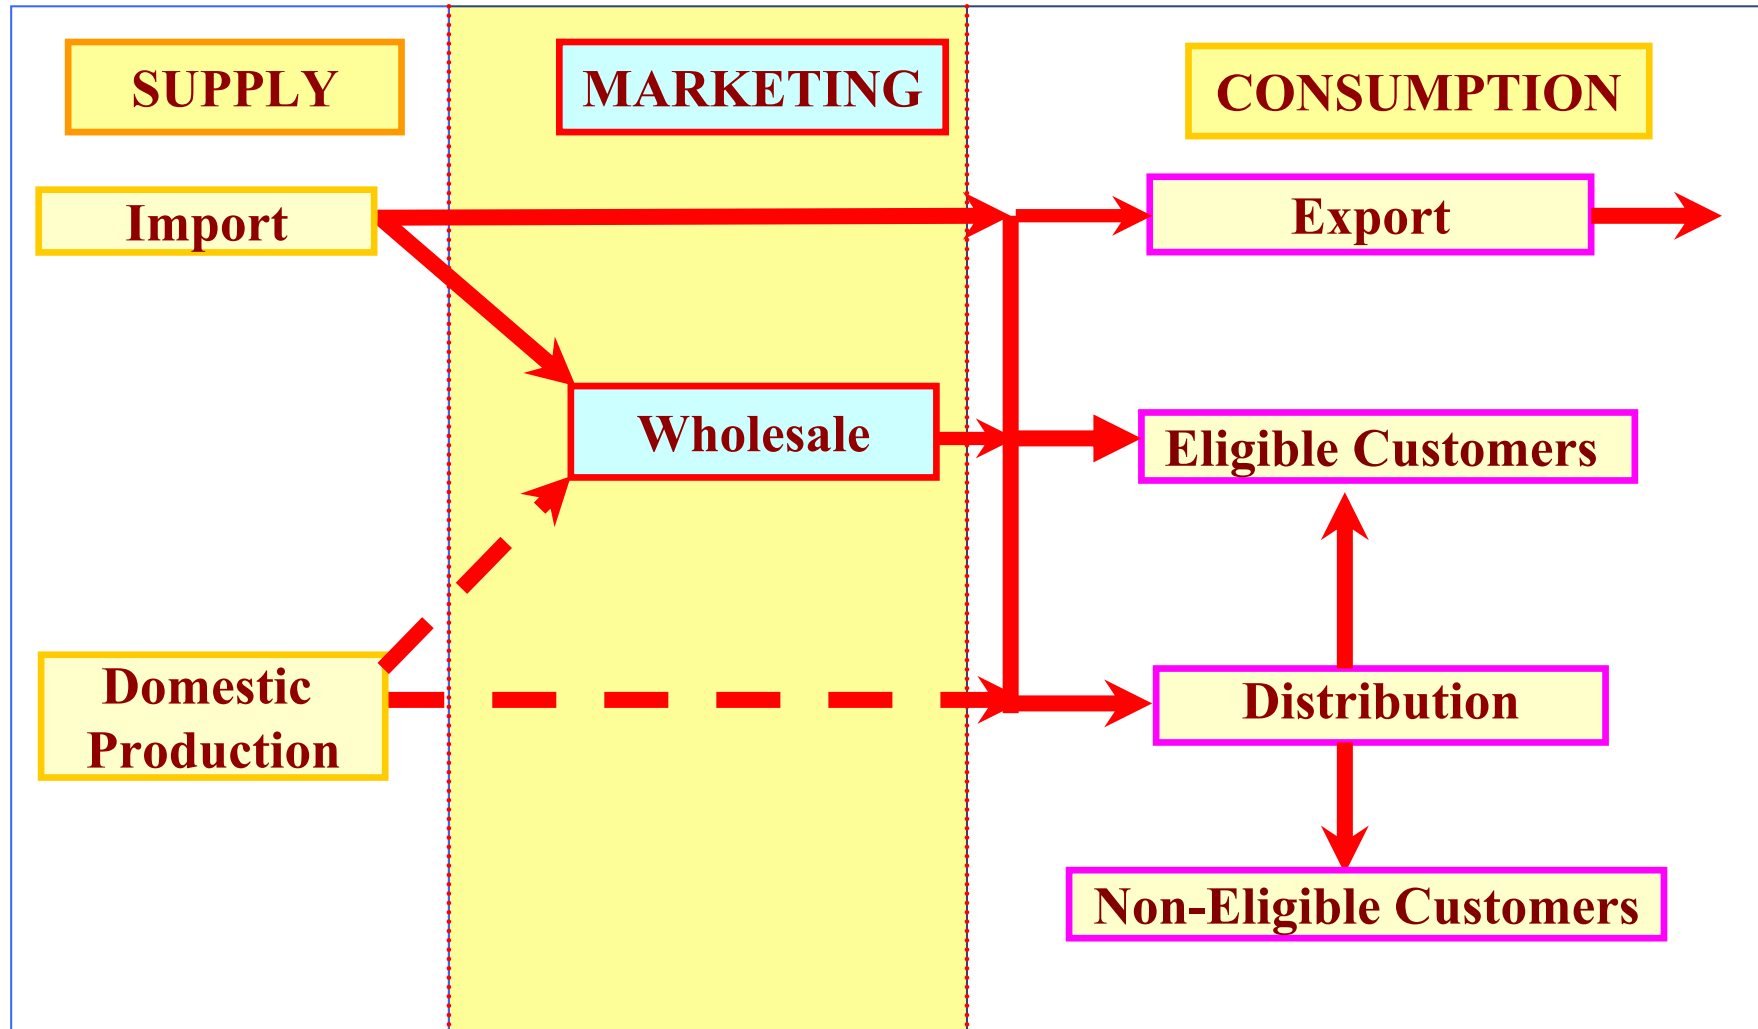 SUPPLY
MARKETING
CONSUMPTION
Import
Export
Wholesale
Eligible Customers
Domestic
Production
Distribution
Non-Eligible Customers